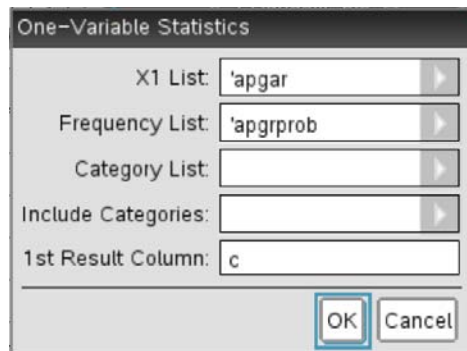 One-Variable Statistics
X1 List: 'apgar
Frequency List: 'apgrprob
Category List:
Include Categories:
1st Result Column: c
OK Cancel